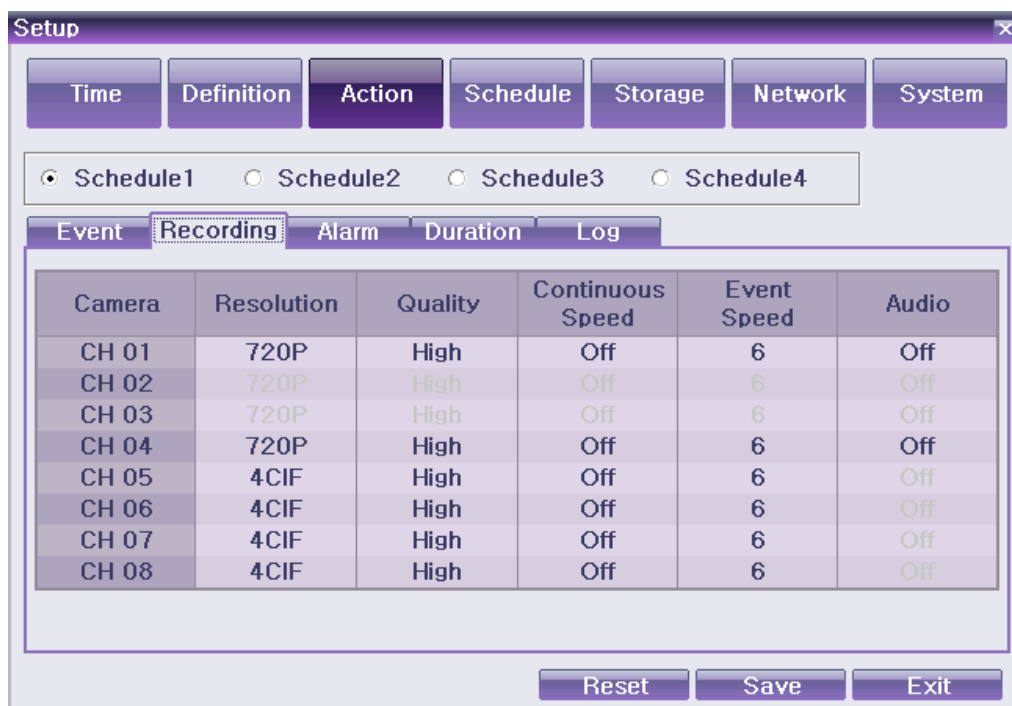 Setup
Time Definition Action Schedule Storage Network System
Schedule1 Schedule2 Schedule3 Schedule4
Event Recording Alarm Duration Log
Camera Resolution Quality Continuous Speed Event Speed Audio
CH 01 720P High Off 6 Off
CH 02 720P High Off 6 Off
CH 03 720P High Off 6 Off
CH 04 720P High Off 6 Off
CH 05 4CIF High Off 6 Off
CH 06 4CIF High Off 6 Off
CH 07 4CIF High Off 6 Off
CH 08 4CIF High Off 6 Off
Reset Save Exit